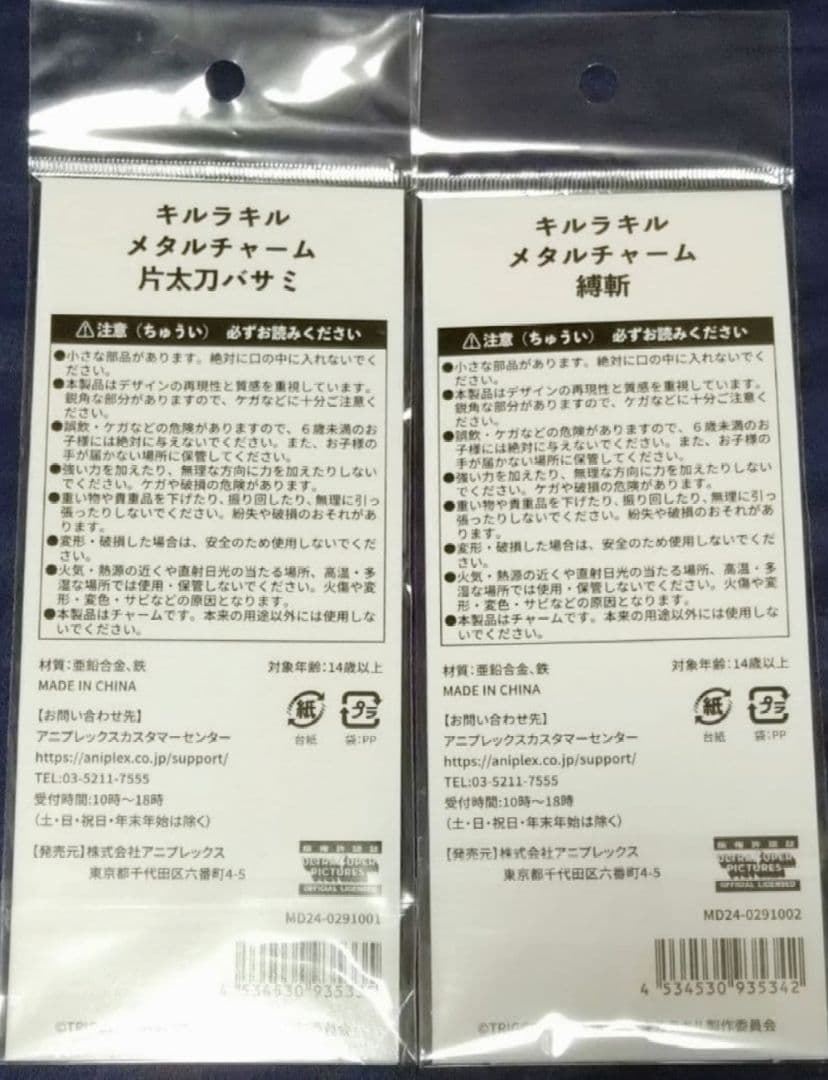 キルラキル
メタルチャーム
片太刀バサミ
⚠注意（ちゅうい） 必ずお読みください
●小さな部品があります。絶対に口の中に入れないでく
ださい。
●本製品はデザインの再現性と質感を重視しています。
鋭角な部分がありますので、ケガなどに十分ご注意く
ださい。
●誤飲・ケガなどの危険がありますので、６歳未満のお
子様には絶対に与えないでください。また、お子様の
手が届かない場所に保管してください。
●強い力を加えたり、無理な方向に力を加えたりしない
でください。ケガや破損の危険があります。
●重い物や貴重品を下げたり、振り回したり、無理に引っ
張ったりしないでください。紛失や破損のおそれがあ
ります。
●変形・破損した場合は、安全のため使用しないでくだ
さい。
●火気・熱源の近くや直射日光の当たる場所、高温・多
湿な場所では使用・保管しないでください。火傷や変
形・変色・サビなどの原因となります。
●本製品はチャームです。本来の用途以外には使用しな
いでください。
材質：亜鉛合金、鉄 対象年齢：14歳以上
MADE IN CHINA
紙 プラ
台紙 袋：PP
【お問い合わせ先】
アニプレックスカスタマーセンター
https://aniplex.co.jp/support/
TEL:03-5211-7555
受付時間:10時～18時
（土・日・祝日・年末年始は除く）
【発売元】株式会社アニプレックス
東京都千代田区六番町4-5
版権許諾証
ULTRA SUPER
PICTURES
OFFICIAL LICENSED
MD24-0291001
4 534530
©TRIG
キルラキル
メタルチャーム
縛斬
⚠注意（ちゅうい） 必ずお読みください
●小さな部品があります。絶対に口の中に入れないでく
ださい。
●本製品はデザインの再現性と質感を重視しています。
鋭角な部分がありますので、ケガなどに十分ご注意く
ださい。
●誤飲・ケガなどの危険がありますので、６歳未満のお
子様には絶対に与えないでください。また、お子様の
手が届かない場所に保管してください。
●強い力を加えたり、無理な方向に力を加えたりしない
でください。ケガや破損の危険があります。
●重い物や貴重品を下げたり、振り回したり、無理に引っ
張ったりしないでください。紛失や破損のおそれがあ
ります。
●変形・破損した場合は、安全のため使用しないでくだ
さい。
●火気・熱源の近くや直射日光の当たる場所、高温・多
湿な場所では使用・保管しないでください。火傷や変
形・変色・サビなどの原因となります。
●本製品はチャームです。本来の用途以外には使用しな
いでください。
材質：亜鉛合金、鉄 対象年齢：14歳以上
MADE IN CHINA
紙 プラ
台紙 袋：PP
【お問い合わせ先】
アニプレックスカスタマーセンター
https://aniplex.co.jp/support/
TEL:03-5211-7555
受付時間:10時～18時
（土・日・祝日・年末年始は除く）
【発売元】株式会社アニプレックス
東京都千代田区六番町4-5
版権許諾証
ULTRA SUPER
PICTURES
OFFICIAL LICENSED
MD24-0291002
4 534530 935342
製作委員会